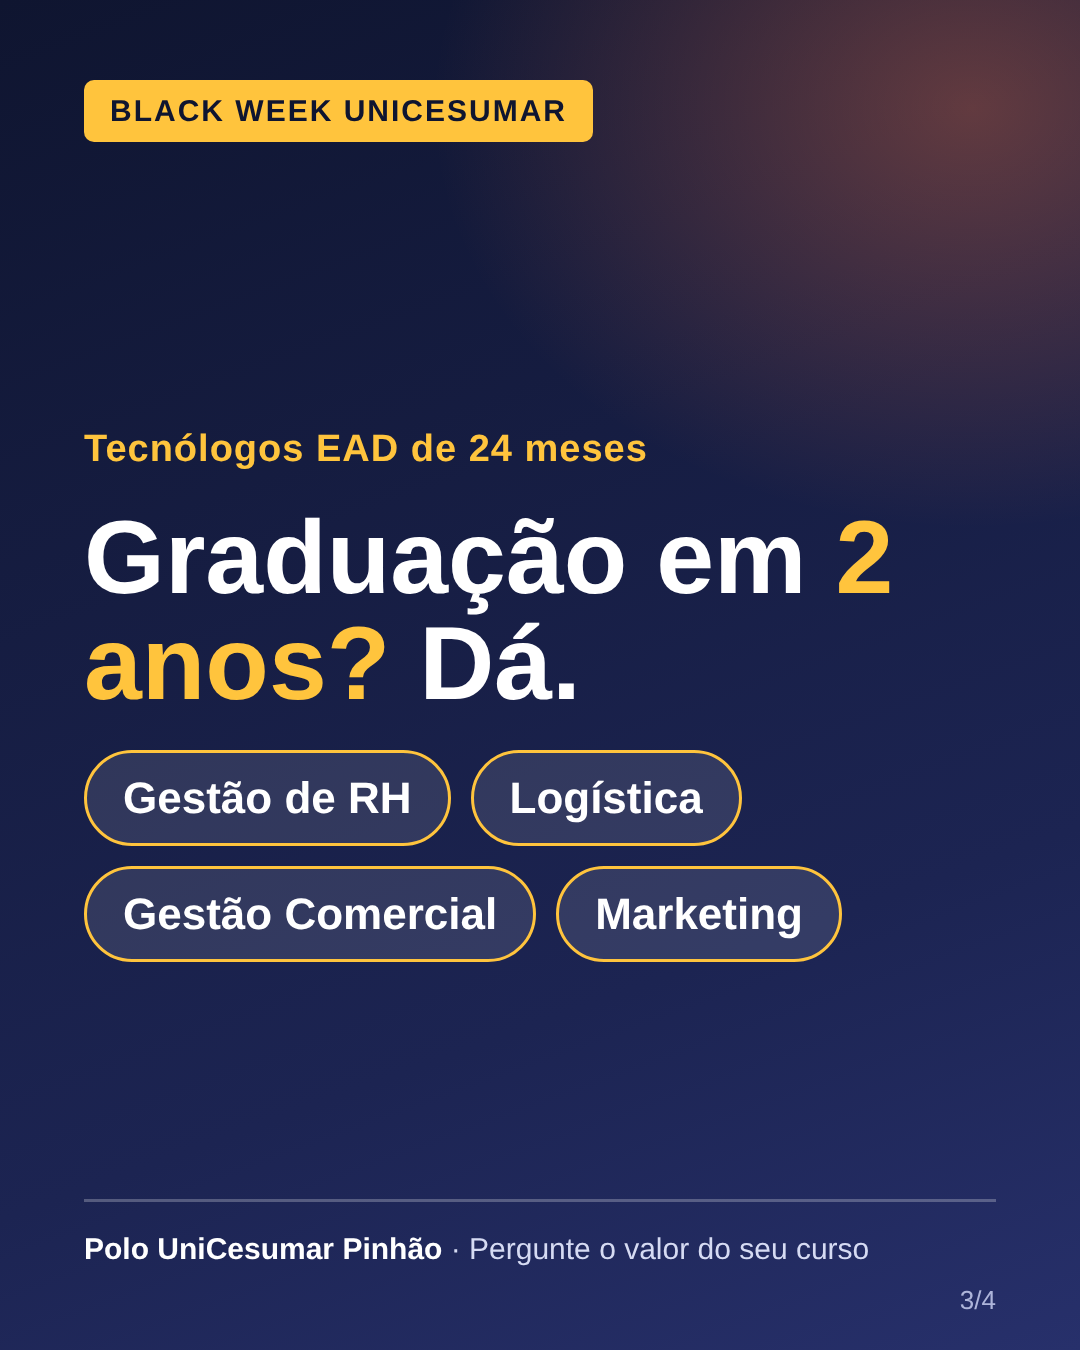 BLACK WEEK UNICESUMAR
Tecnólogos EAD de 24 meses
Graduação em 2
anos? Dá.
Gestão de RH
Logística
Gestão Comercial
Marketing
Polo UniCesumar Pinhão · Pergunte o valor do seu curso
3/4